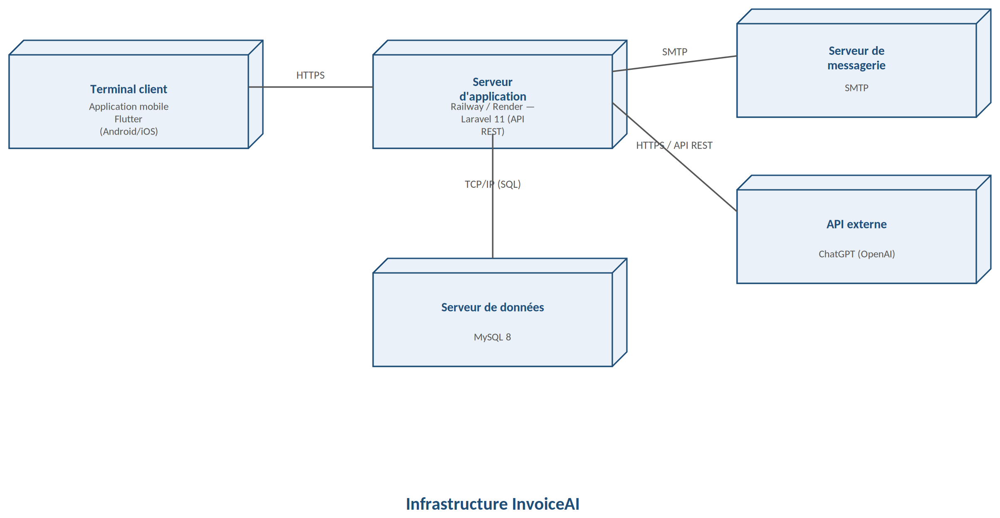 Terminal client
Application mobile
Flutter
(Android/iOS)
HTTPS
Serveur
d'application
Railway / Render —
Laravel 11 (API
REST)
SMTP
Serveur de
messagerie
SMTP
HTTPS / API REST
API externe
ChatGPT (OpenAI)
TCP/IP (SQL)
Serveur de données
MySQL 8
Infrastructure InvoiceAI